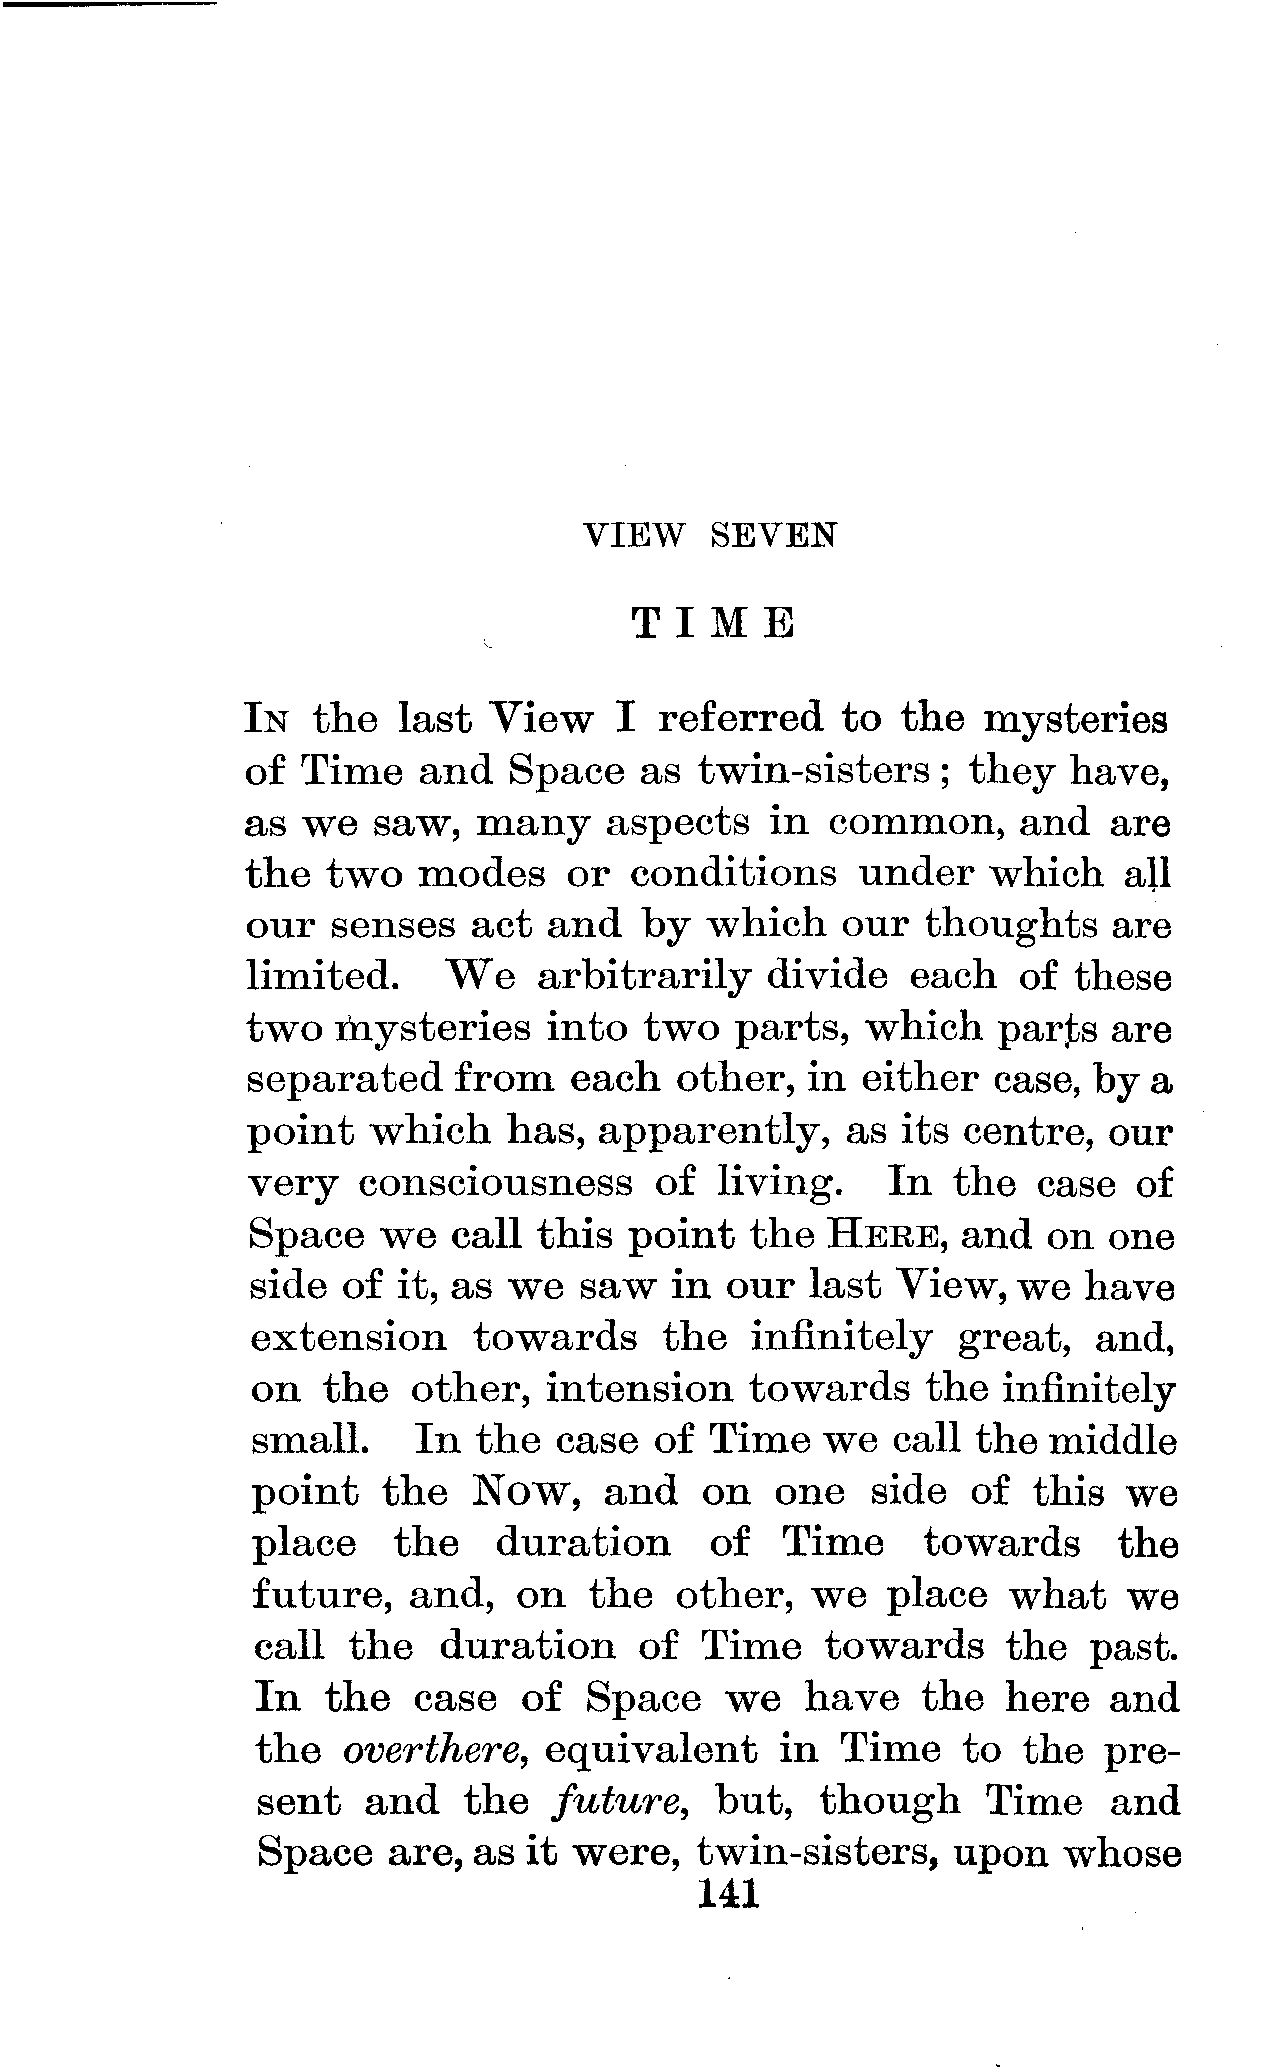 VIEW SEVEN
TIME
In the last View I referred to the mysteries
of Time and Space as twin-sisters; they have,
as we saw, many aspects in common, and are
the two modes or conditions under which all
our senses act and by which our thoughts are
limited. We arbitrarily divide each of these
two mysteries into two parts, which parts are
separated from each other, in either case, by a
point which has, apparently, as its centre, our
very consciousness of living. In the case of
Space we call this point the HERE, and on one
side of it, as we saw in our last View, we have
extension towards the infinitely great, and,
on the other, intension towards the infinitely
small. In the case of Time we call the middle
point the NOW, and on one side of this we
place the duration of Time towards the
future, and, on the other, we place what we
call the duration of Time towards the past.
In the case of Space we have the here and
the overthere, equivalent in Time to the pre-
sent and the future, but, though Time and
Space are, as it were, twin-sisters, upon whose
141